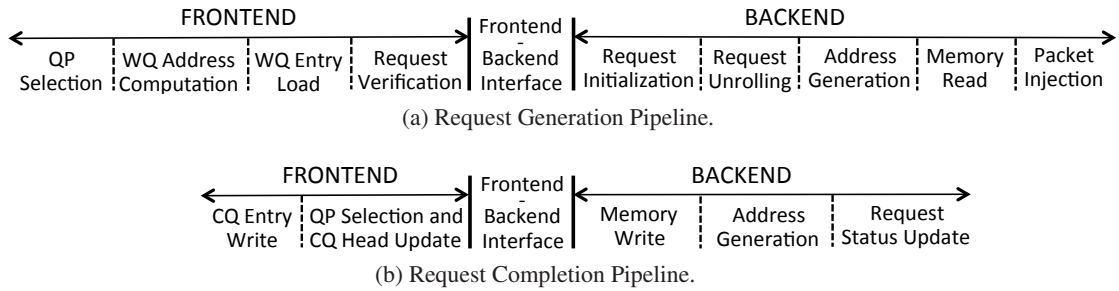 FRONTEND
BACKEND
QP
Selection
WQ Address
Computation
WQ Entry
Load
Request
Verification
Frontend
-
Backend
Interface
Request
Initialization
Request
Unrolling
Address
Generation
Memory
Read
Packet
Injection
(a) Request Generation Pipeline.
FRONTEND
BACKEND
CQ Entry
Write
QP Selection and
CQ Head Update
Frontend
-
Backend
Interface
Memory
Write
Address
Generation
Request
Status Update
(b) Request Completion Pipeline.